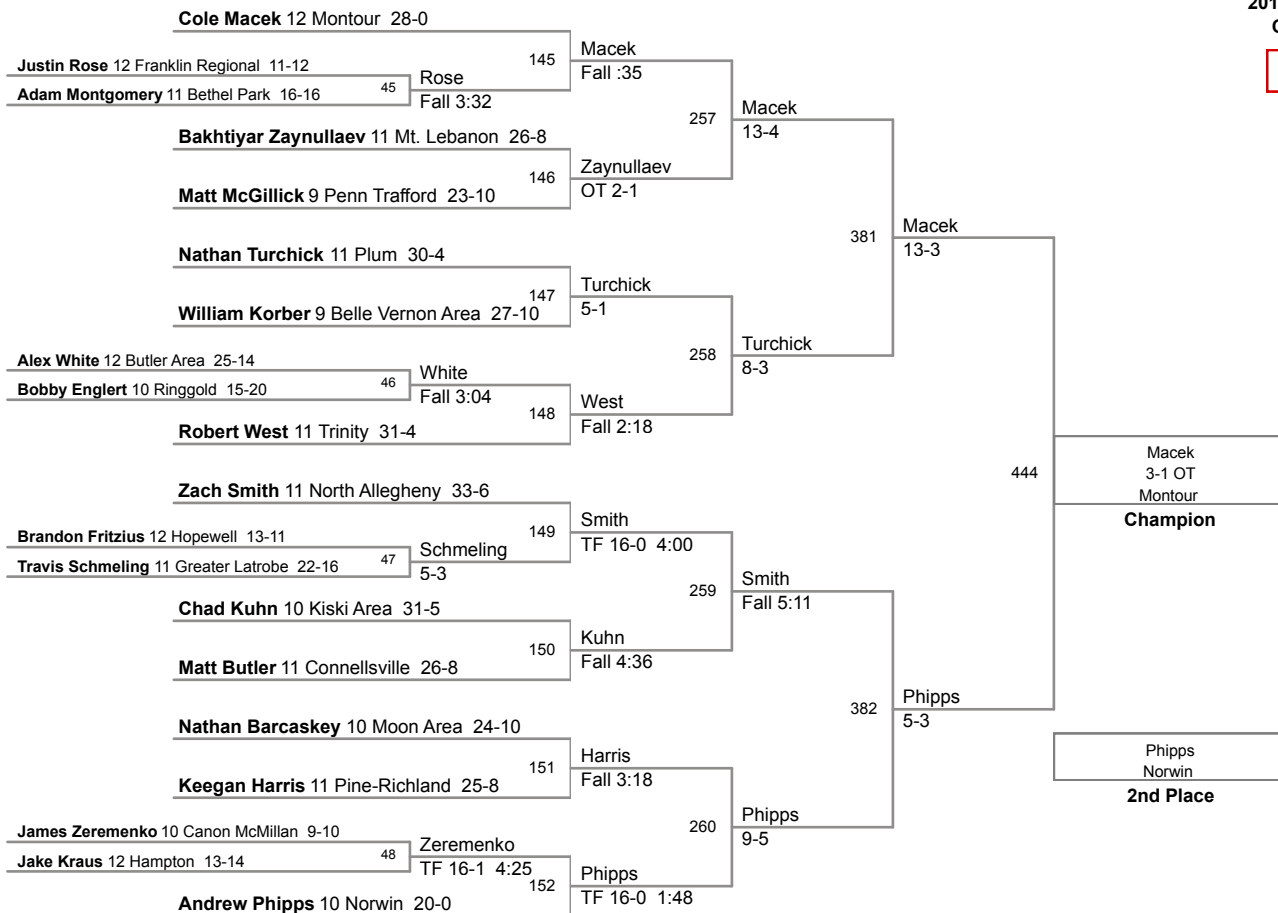 201
Cole Macek 12 Montour 28-0
C
145
Macek
Fall :35
Justin Rose 12 Franklin Regional 11-12
45
Rose
Fall 3:32
Adam Montgomery 11 Bethel Park 16-16
257
Macek
13-4
Bakhtiyar Zaynullaev 11 Mt. Lebanon 26-8
146
Zaynullaev
OT 2-1
Matt McGillick 9 Penn Trafford 23-10
381
Macek
13-3
Nathan Turchick 11 Plum 30-4
147
Turchick
5-1
William Korber 9 Belle Vernon Area 27-10
258
Turchick
8-3
Alex White 12 Butler Area 25-14
46
White
Fall 3:04
Bobby Englert 10 Ringgold 15-20
148
West
Fall 2:18
Robert West 11 Trinity 31-4
444
Macek
3-1 OT
Montour
Champion
Zach Smith 11 North Allegheny 33-6
149
Smith
TF 16-0 4:00
Brandon Fritzius 12 Hopewell 13-11
47
Schmeling
5-3
Travis Schmeling 11 Greater Latrobe 22-16
259
Smith
Fall 5:11
Chad Kuhn 10 Kiski Area 31-5
150
Kuhn
Fall 4:36
Matt Butler 11 Connellsville 26-8
382
Phipps
5-3
Nathan Barcaskey 10 Moon Area 24-10
151
Harris
Fall 3:18
Keegan Harris 11 Pine-Richland 25-8
Phipps
Norwin
2nd Place
260
Phipps
9-5
James Zeremenko 10 Canon McMillan 9-10
48
Zeremenko
TF 16-1 4:25
Jake Kraus 12 Hampton 13-14
152
Phipps
TF 16-0 1:48
Andrew Phipps 10 Norwin 20-0